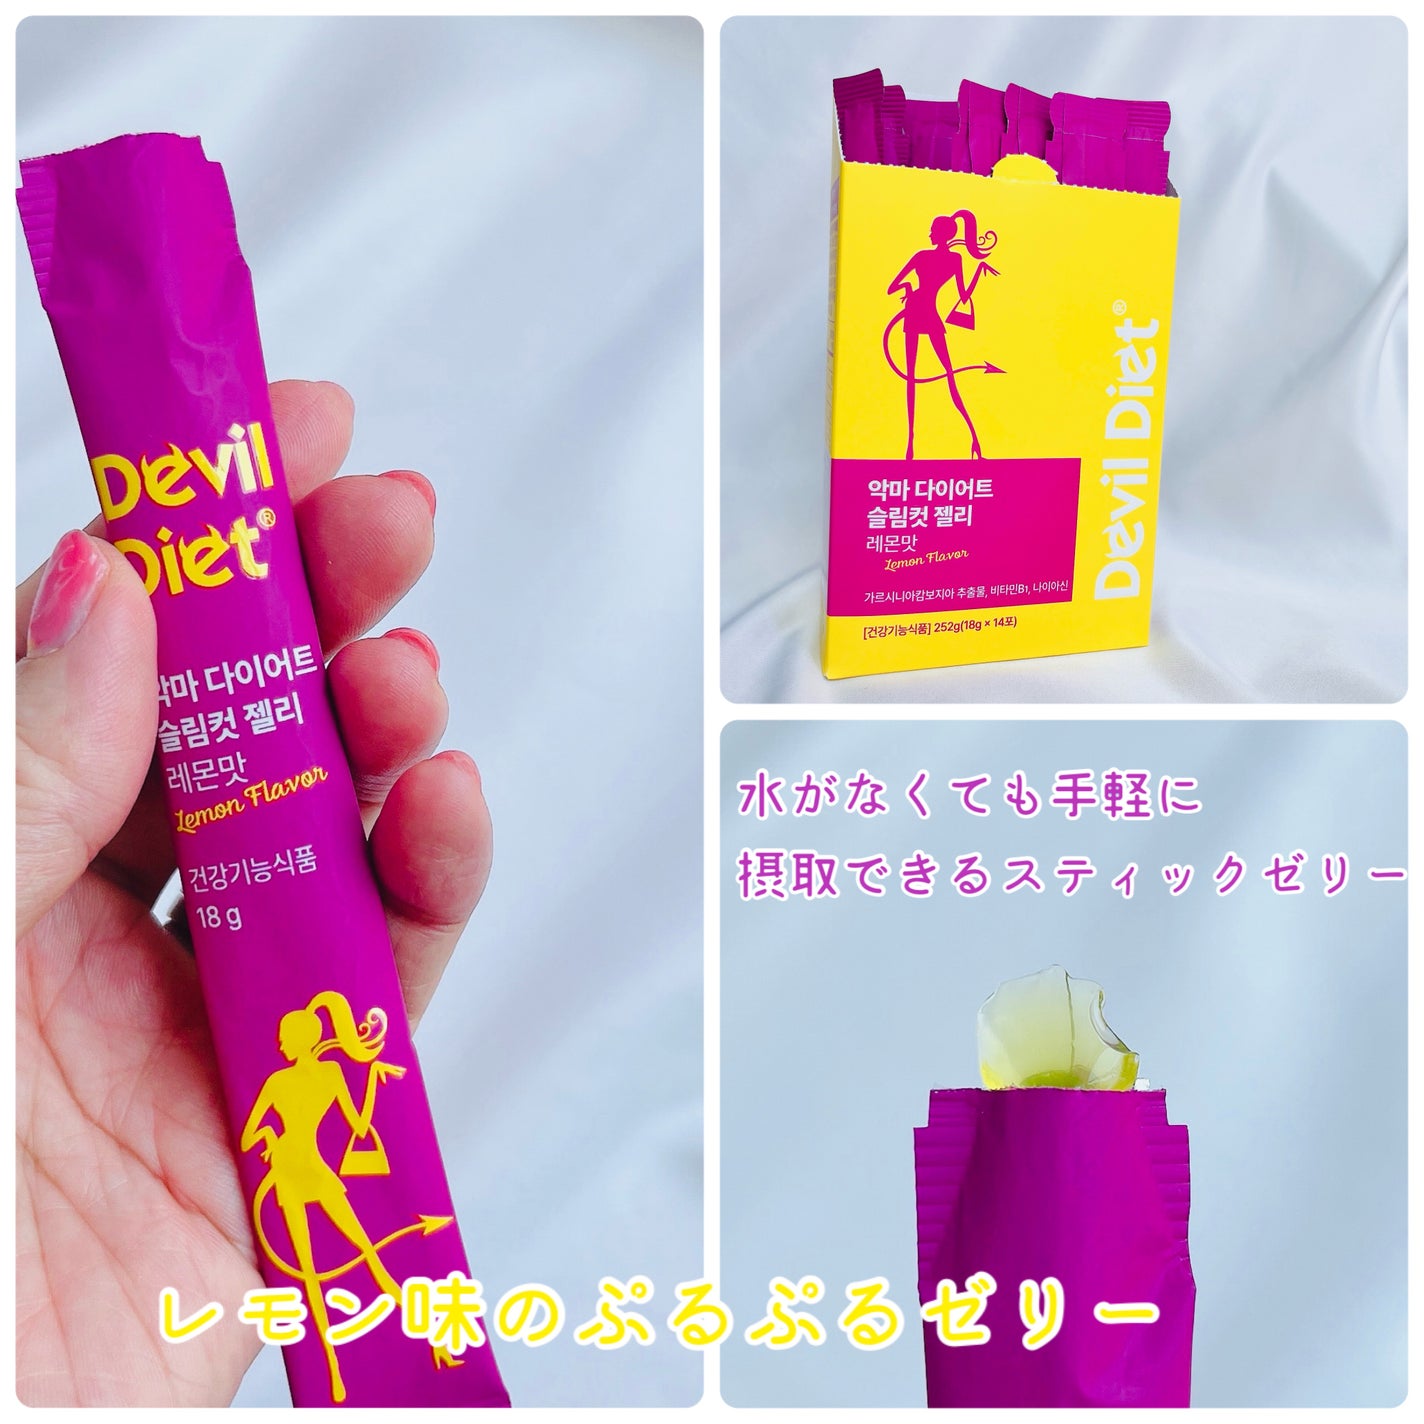 Devil
Diet®
악마 다이어트
슬림컷 젤리
레몬맛
Lemon Flavor
건강기능식품
18 g
Devil Diet®
악마 다이어트
슬림컷 젤리
레몬맛
Lemon Flavor
가르시니아캄보지아 추출물, 비타민B1, 나이아신
[건강기능식품] 252g(18g × 14포)
水がなくても手軽に
摂取できるスティックゼリー
レモン味のぷるぷるゼリー